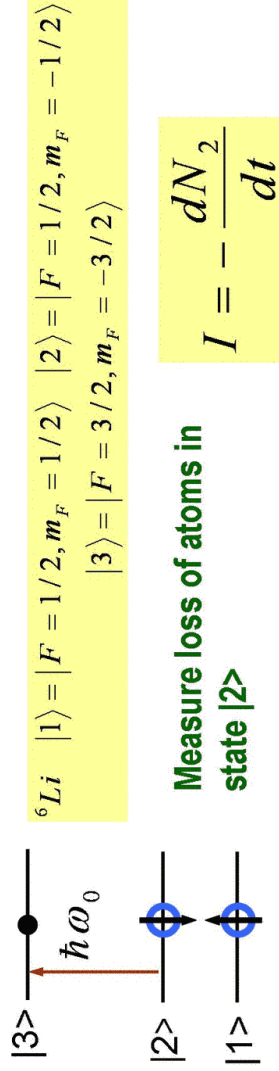 |3>
ħω₀
|2>
|1>
⁶Li |1⟩ = |F = 1/2, m_F = 1/2⟩ |2⟩ = |F = 1/2, m_F = −1/2⟩
|3⟩ = |F = 3/2, m_F = −3/2⟩
Measure loss of atoms in
state |2>
I = − dN₂/dt